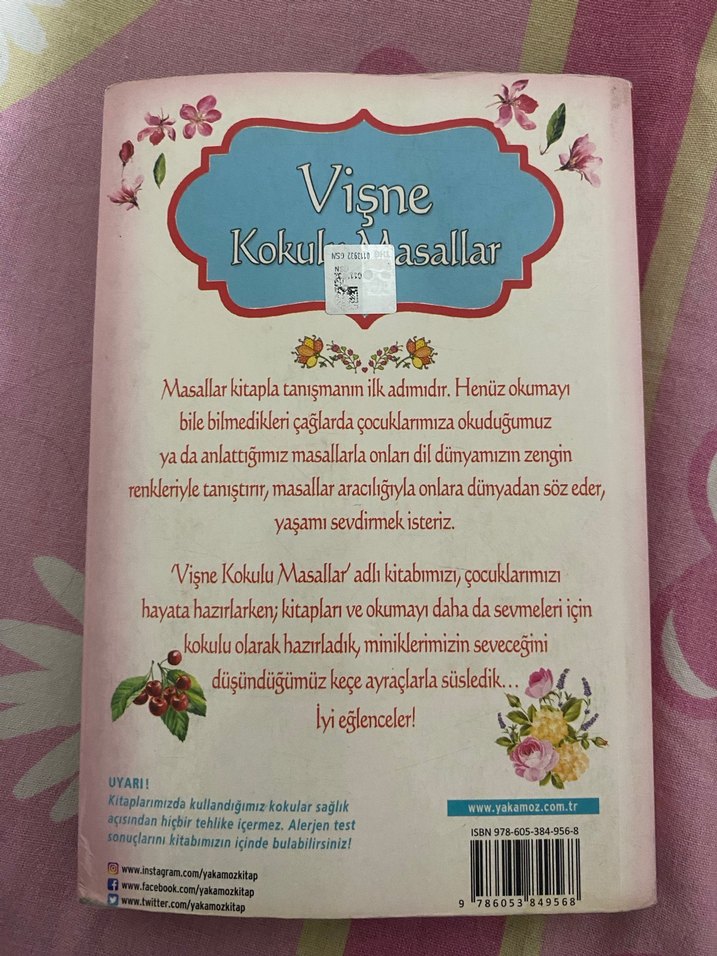 Vişne
Kokulu Masallar
0112932 GSN
Masallar kitapla tanışmanın ilk adımıdır. Henüz okumayı
bile bilmedikleri çağlarda çocuklarımıza okuduğumuz
ya da anlattığımız masallarla onları dil dünyamızın zengin
renkleriyle tanıştırır, masallar aracılığıyla onlara dünyadan söz eder,
yaşamı sevdirmek isteriz.
'Vişne Kokulu Masallar' adlı kitabımızı, çocuklarımızı
hayata hazırlarken; kitapları ve okumayı daha da sevmeleri için
kokulu olarak hazırladık, miniklerimizin seveceğini
düşündüğümüz keçe ayraçlarla süsledik...
İyi eğlenceler!
UYARI!
Kitaplarımızda kullandığımız kokular sağlık
açısından hiçbir tehlike içermez. Alerjen test
sonuçlarını kitabımızın içinde bulabilirsiniz!
www.instagram.com/yakamozkitap
www.facebook.com/yakamozkitap
www.twitter.com/yakamozkitap
www.yakamoz.com.tr
ISBN 978-605-384-956-8
9 786053 849568